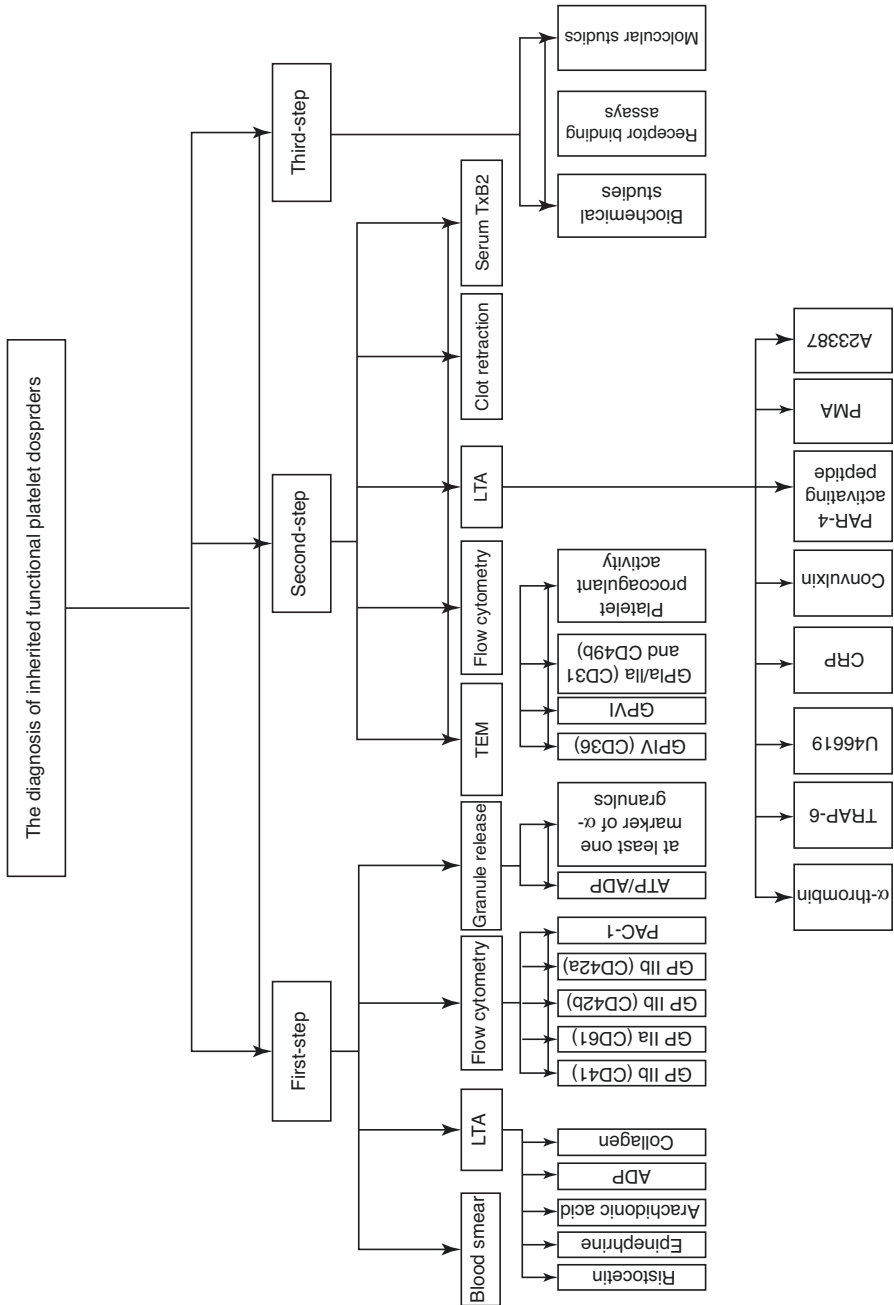 The diagnosis of inherited functional platelet dosprders
First-step
Second-step
Third-step
Blood smear
LTA
Flow cytometry
Granule release
TEM
Flow cytometry
LTA
Clot retraction
Serum TxB2
Ristocetin
Epinephrine
Arachidonic acid
ADP
Collagen
GP IIb (CD41)
GP IIa (CD61)
GP IIb (CD42b)
GP IIb (CD42a)
PAC-1
ATP/ADP
at least one
marker of α-
granulcs
GPIV (CD36)
GPVI
GPIa/IIa (CD31
and CD49b)
Platelet
procoagulant
activity
Biochemical
studies
Receptor binding
assays
Moleccular studics
α-thrombin
TRAP-6
U46619
CRP
Convulxin
PAR-4
activating
peptide
PMA
A23387